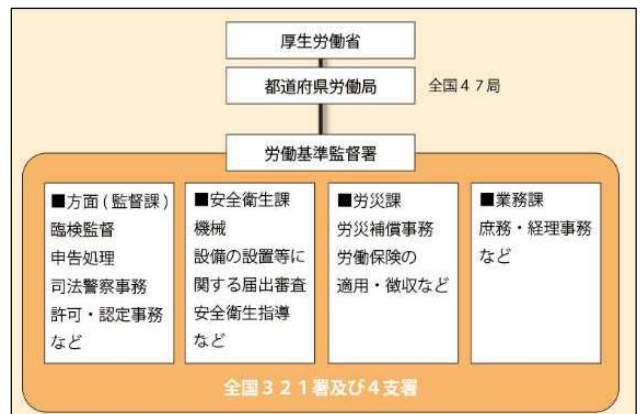 厚生労働省
都道府県労働局
全国47局
労働基準監督署
■方面(監督課)
臨検監督
申告処理
司法警察事務
許可・認定事務
など
■安全衛生課
機械
設備の設置等に
関する届出審査
安全衛生指導
など
■労災課
労災補償事務
労働保険の
適用・徴収など
■業務課
庶務・経理事務
など
全国321署及び4支署